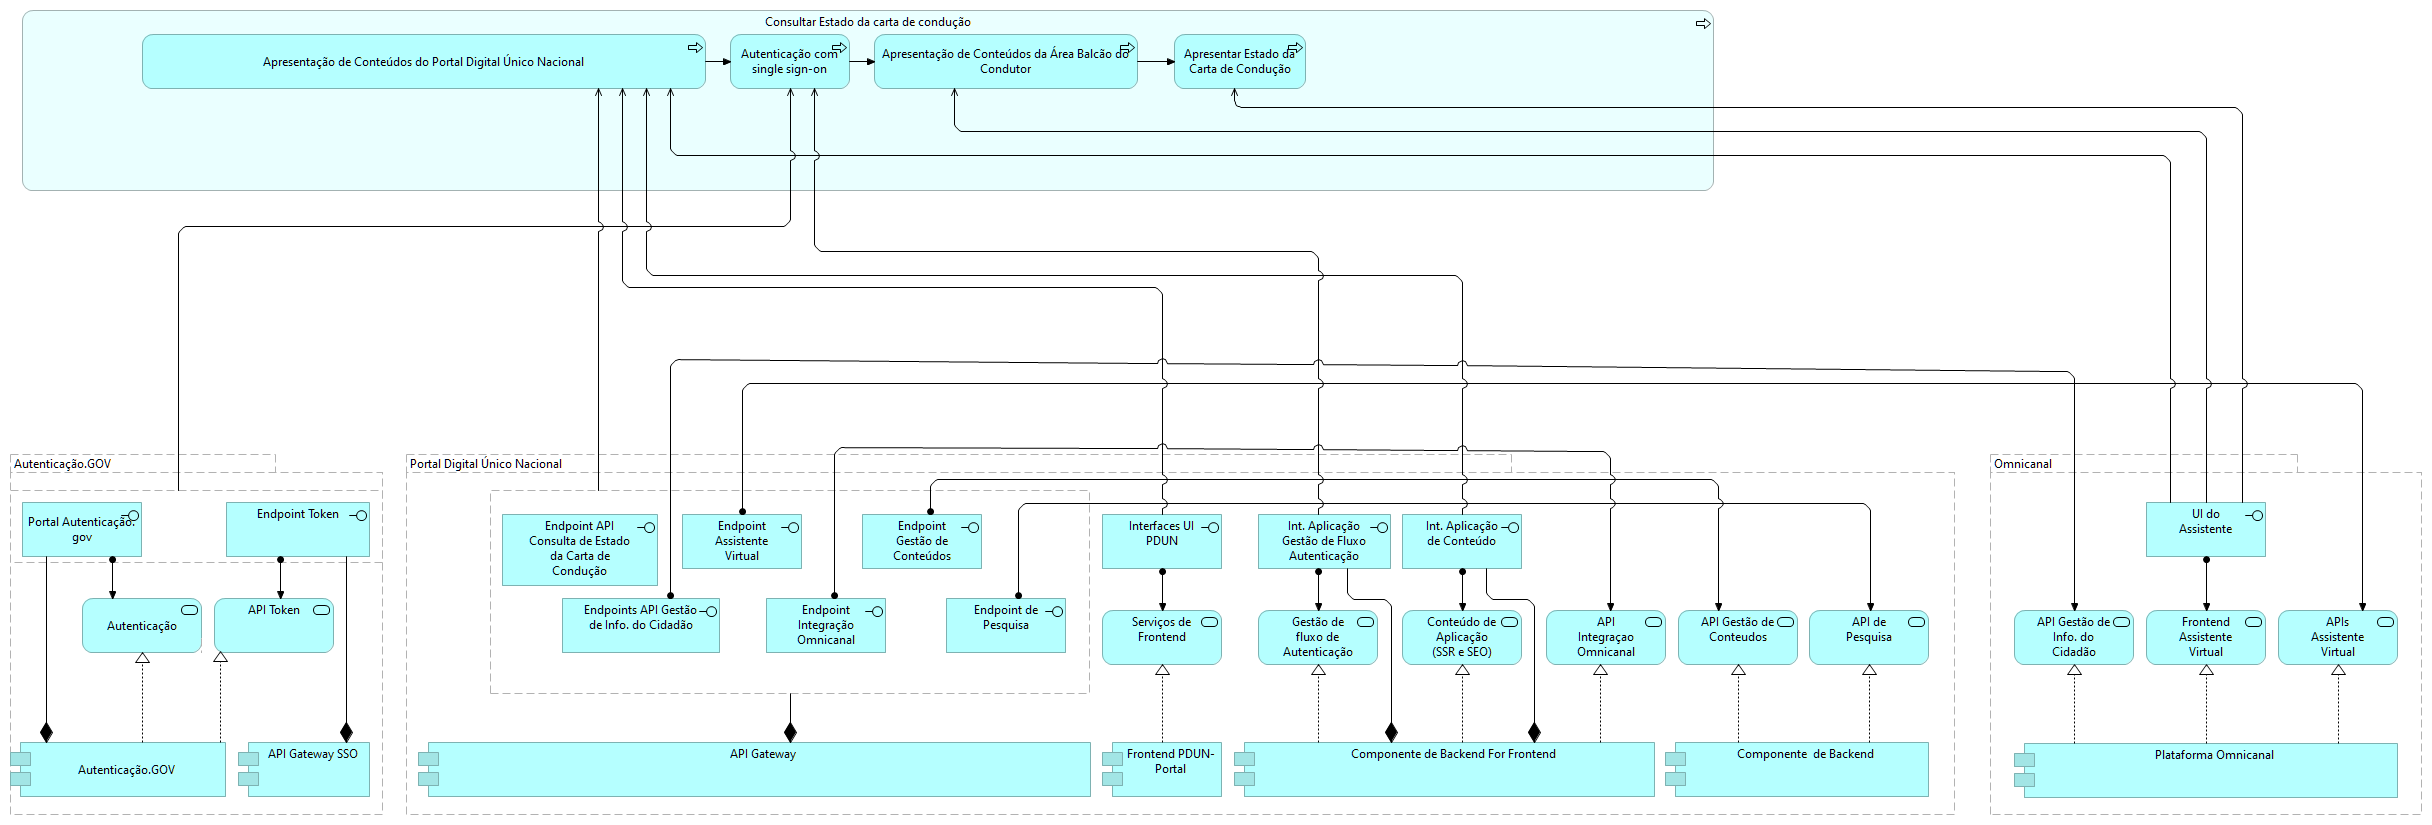 Consultar Estado da carta de condução
Apresentação de Conteúdos do Portal Digital Único Nacional
Autenticação com
single sign-on
Apresentação de Conteúdos da Área Balcão do
Condutor
Apresentar Estado da
Carta de Condução
Autenticação.GOV
Portal Autenticação.
gov
Endpoint Token
Autenticação
API Token
Autenticação.GOV
API Gateway SSO
Portal Digital Único Nacional
Endpoint API
Consulta de Estado
da Carta de
Condução
Endpoint
Assistente
Virtual
Endpoint
Gestão de
Conteúdos
Endpoints API Gestão
de Info. do Cidadão
Endpoint
Integração
Omnicanal
Endpoint de
Pesquisa
Interfaces UI
PDUN
Int. Aplicação
Gestão de Fluxo
Autenticação
Int. Aplicação
de Conteúdo
Serviços de
Frontend
Gestão de
fluxo de
Autenticação
Conteúdo de
Aplicação
(SSR e SEO)
API
Integraçao
Omnicanal
API Gestão de
Conteudos
API de
Pesquisa
API Gateway
Frontend PDUN-
Portal
Componente de Backend For Frontend
Componente  de Backend
Omnicanal
UI do
Assistente
API Gestão de
Info. do
Cidadão
Frontend
Assistente
Virtual
APIs
Assistente
Virtual
Plataforma Omnicanal